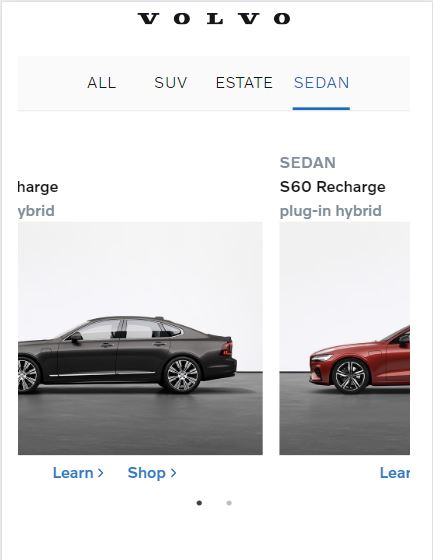 VOLVO
ALL SUV ESTATE SEDAN
SEDAN
harge S60 Recharge
ybrid plug-in hybrid
Learn Shop Lear